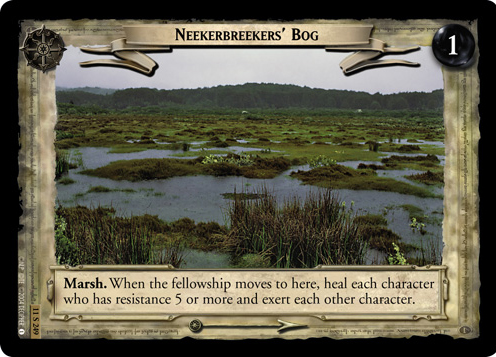 NEEKERBREEKERS' BOG
1
Marsh. When the fellowship moves to here, heal each character
who has resistance 5 or more and exert each other character.
11 S 249